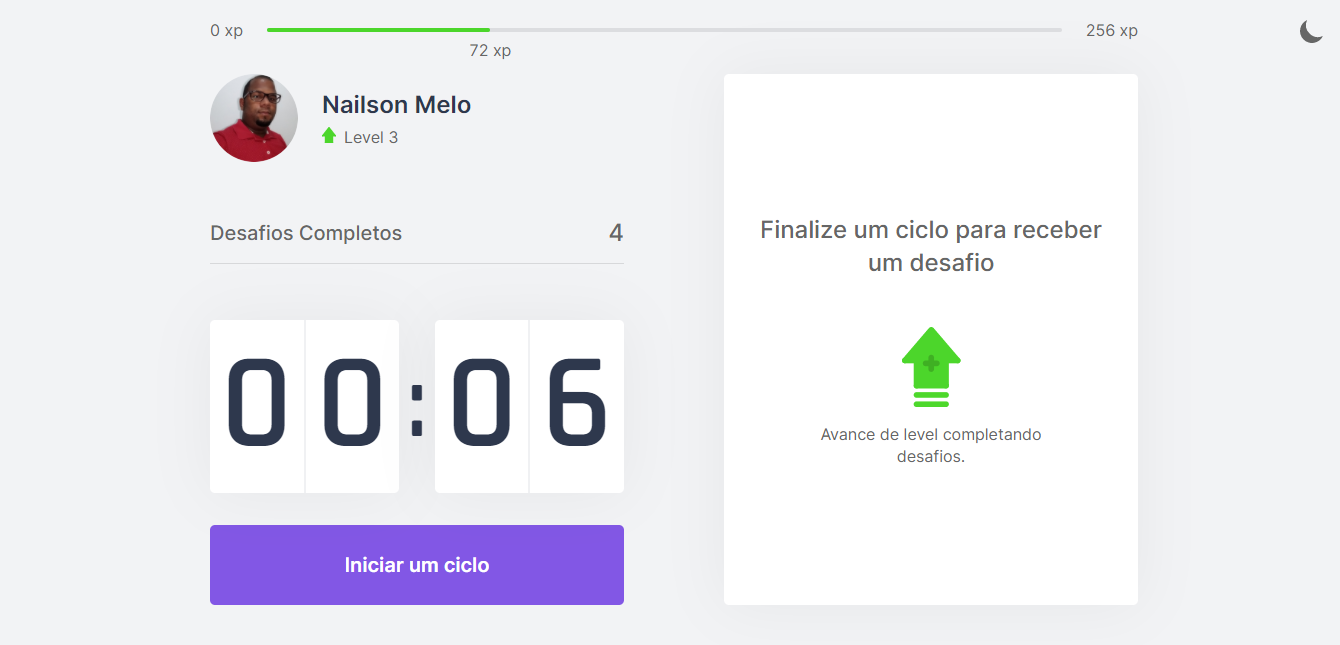 0 xp
256 xp
72 xp
Nailson Melo
Level 3
Desafios Completos 4
00:06
Iniciar um ciclo
Finalize um ciclo para receber
um desafio
Avance de level completando
desafios.